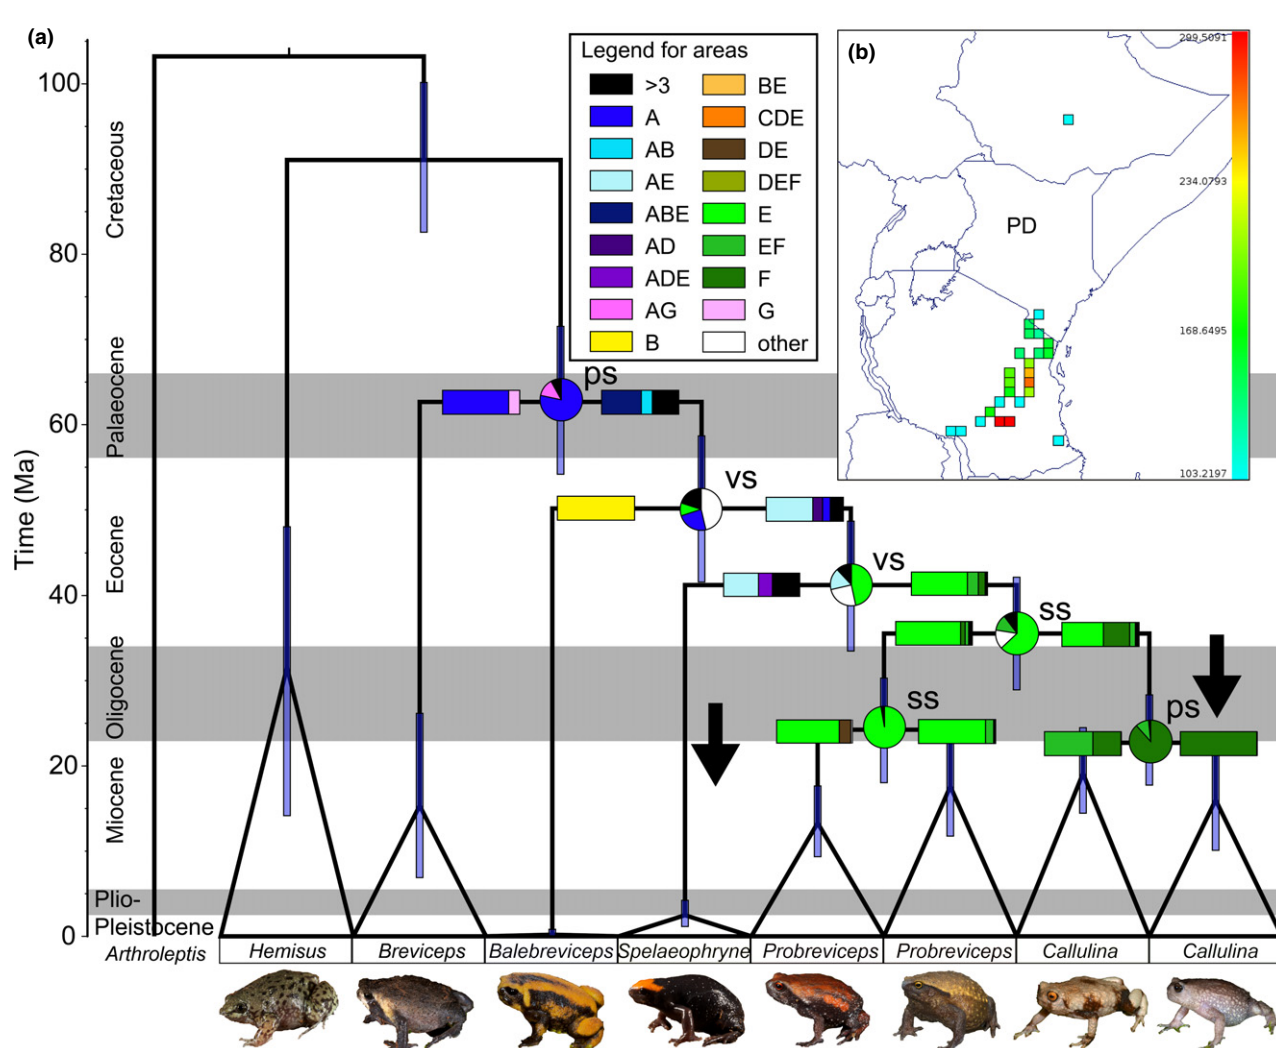 (a)
Legend for areas
>3
A
AB
AE
ABE
AD
ADE
AG
B
BE
CDE
DE
DEF
E
EF
F
G
other
(b)
PD
299.5091
234.0793
168.6495
103.2197
Time (Ma)
100
80
60
40
20
0
Cretaceous
Palaeocene
Eocene
Oligocene
Miocene
Plio-
Pleistocene
ps
vs
vs
ss
ss
ps
Arthroleptis
Hemisus
Breviceps
Balebreviceps
Spelaeophryne
Probreviceps
Probreviceps
Callulina
Callulina